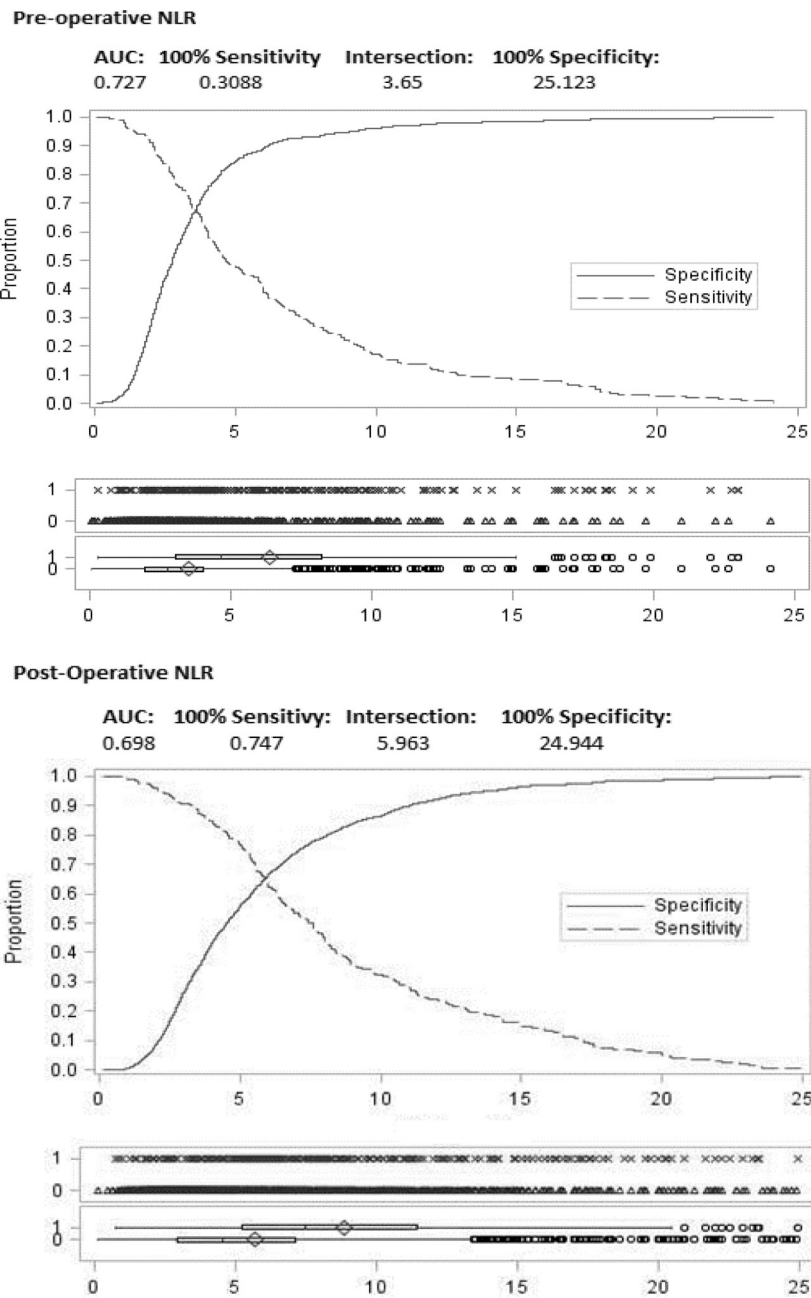 Pre-operative NLR
AUC: 100% Sensitivity Intersection: 100% Specificity:
0.727 0.3088 3.65 25.123
1.0
0.9
0.8
0.7
0.6
0.5
0.4
0.3
0.2
0.1
0.0
Proportion
Specificity
Sensitivity
0 5 10 15 20 25
1
0
1
0
0 5 10 15 20 25
Post-Operative NLR
AUC: 100% Sensitivy: Intersection: 100% Specificity:
0.698 0.747 5.963 24.944
1.0
0.9
0.8
0.7
0.6
0.5
0.4
0.3
0.2
0.1
0.0
Proportion
Specificity
Sensitivity
0 5 10 15 20 25
1
0
1
0
0 5 10 15 20 25